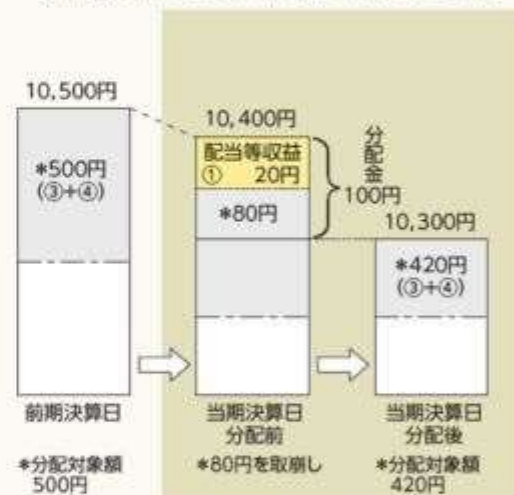 10,500円
*500円
(③+④)
前期決算日
*分配対象額
500円
10,400円
配当等収益
① 20円
*80円
分配金
100円
当期決算日
分配前
*80円を取崩し
10,300円
*420円
(③+④)
当期決算日
分配後
*分配対象額
420円